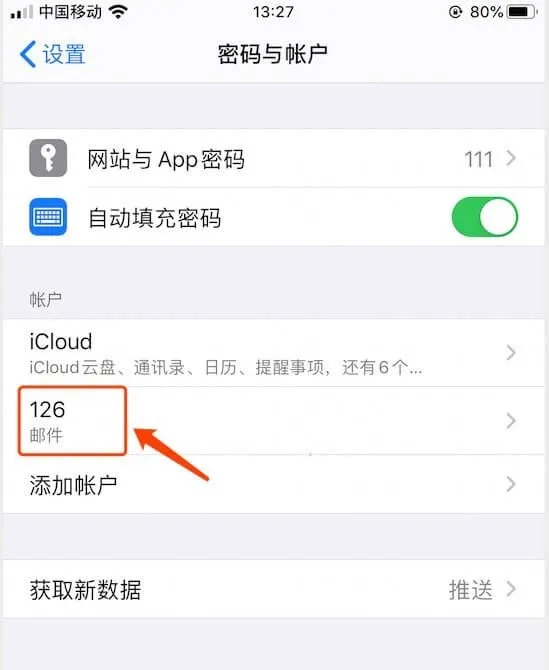 中国移动 13:27 80%
设置 密码与帐户
网站与 App 密码 111
自动填充密码
帐户
iCloud
iCloud 云盘、通讯录、日历、提醒事项，还有 6 个...
126
邮件
添加帐户
获取新数据 推送